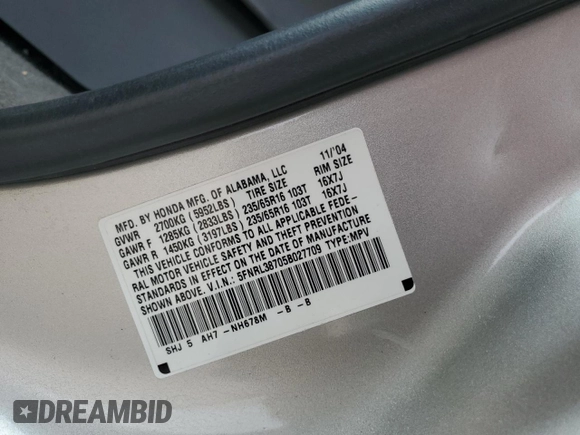 MFD. BY HONDA MFG. OF ALABAMA, LLC 11/'04
GVWR 2700KG (5952LBS) TIRE SIZE RIM SIZE
GAWR F 1285KG (2833LBS) 235/65R16 103T 16X7J
GAWR R 1450KG (3197LBS) 235/65R16 103T 16X7J
THIS VEHICLE CONFORMS TO ALL APPLICABLE FEDE-
RAL MOTOR VEHICLE SAFETY AND THEFT PREVENTION
STANDARDS IN EFFECT ON THE DATE OF MANUFACTURE
SHOWN ABOVE. V.I.N.: 5FNRL38705B027709 TYPE:MPV
SHJ 5 AH7 -NH678M -B -B
DREAMBID